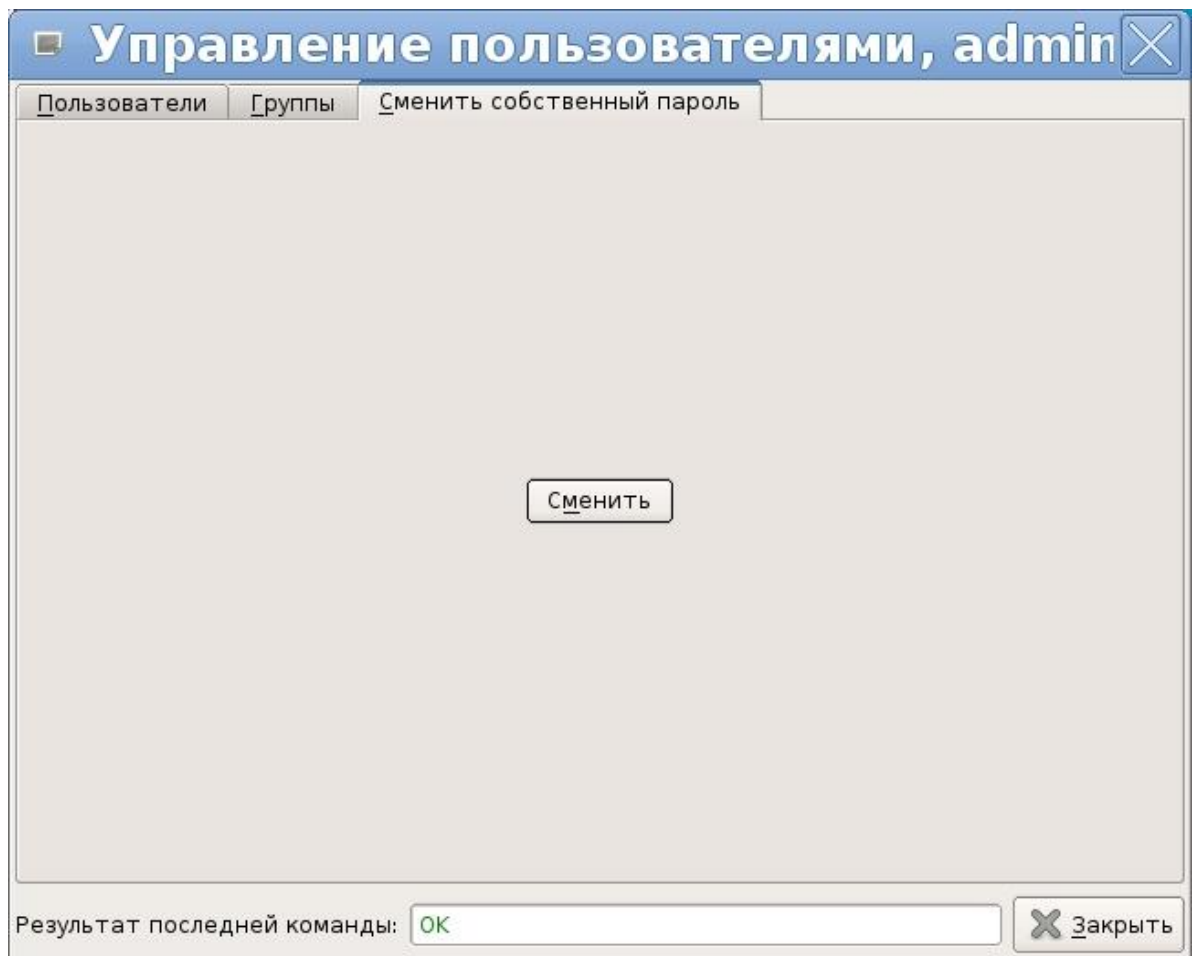 Управление пользователями, admin
Пользователи Группы Сменить собственный пароль
Сменить
Результат последней команды: OK Закрыть